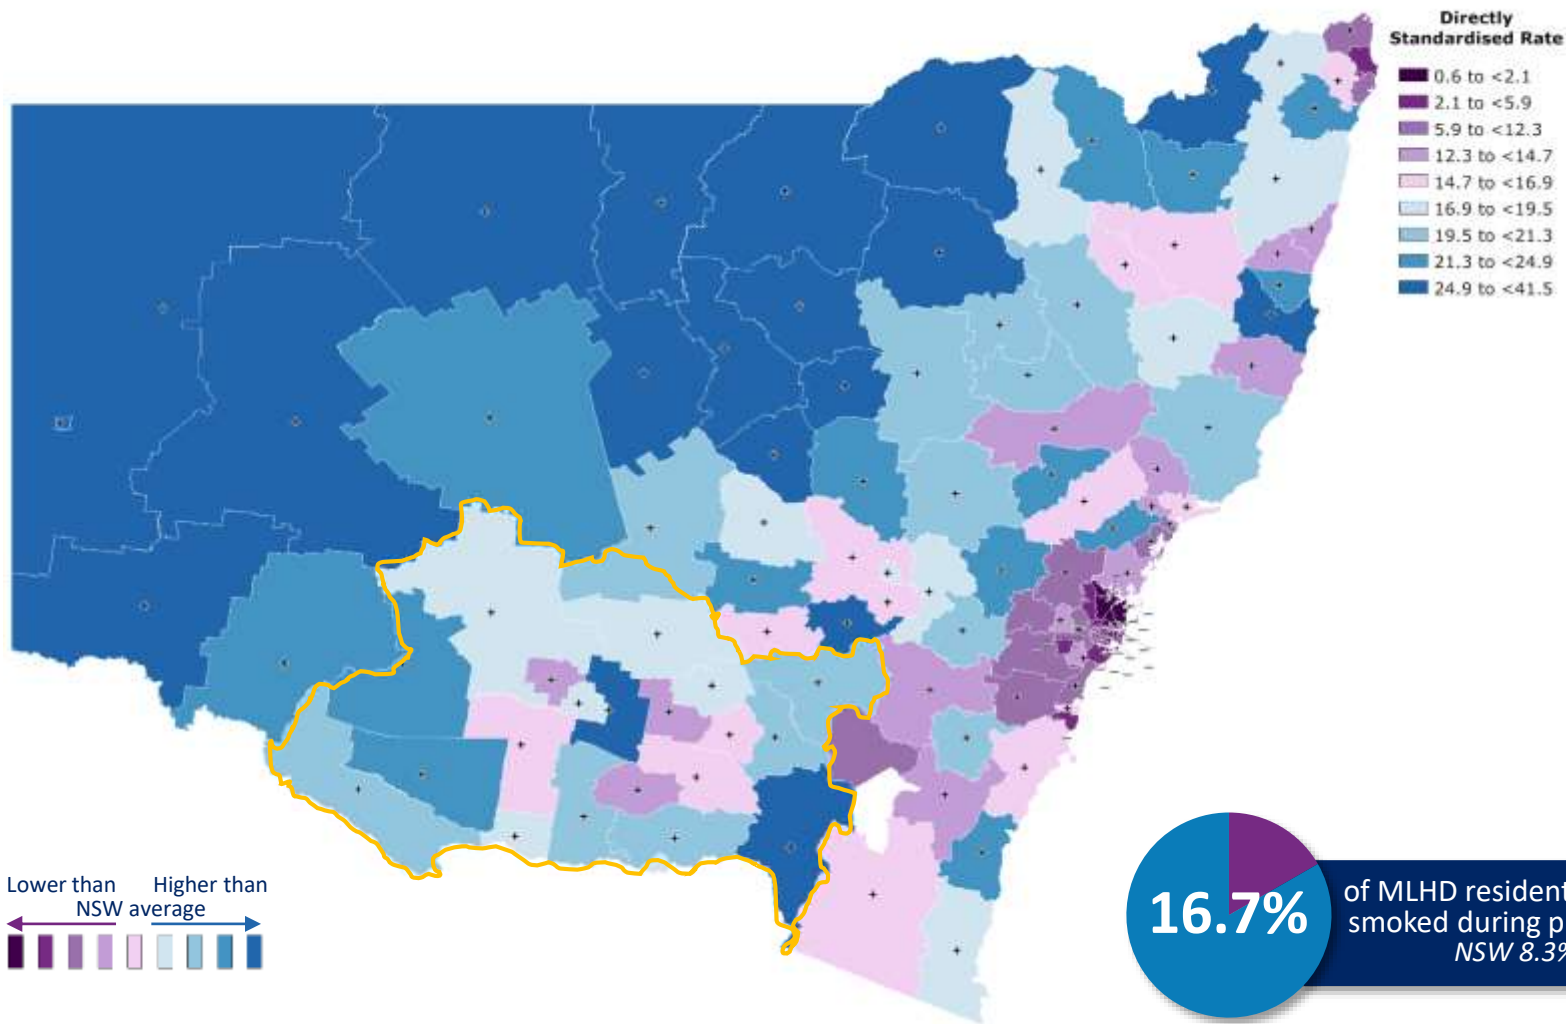 Directly
Standardised Rate
0.6 to <2.1
2.1 to <5.9
5.9 to <12.3
12.3 to <14.7
14.7 to <16.9
16.9 to <19.5
19.5 to <21.3
21.3 to <24.9
24.9 to <41.5
Lower than Higher than
NSW average
16.7%
of MLHD resident
smoked during p
NSW 8.3%